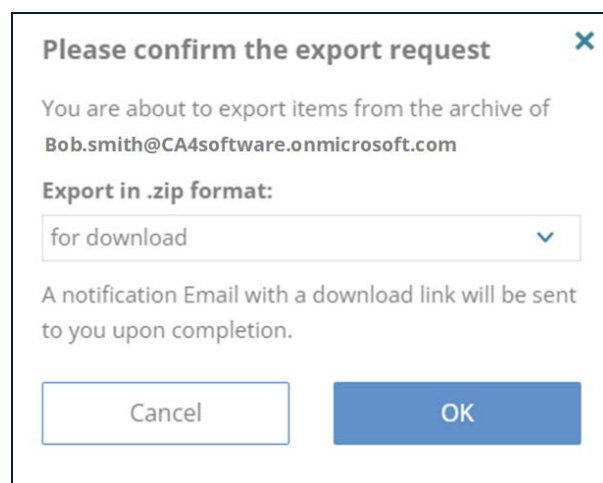 Please confirm the export request
You are about to export items from the archive of
Bob.smith@CA4software.onmicrosoft.com
Export in .zip format:
for download
A notification Email with a download link will be sent
to you upon completion.
Cancel
OK